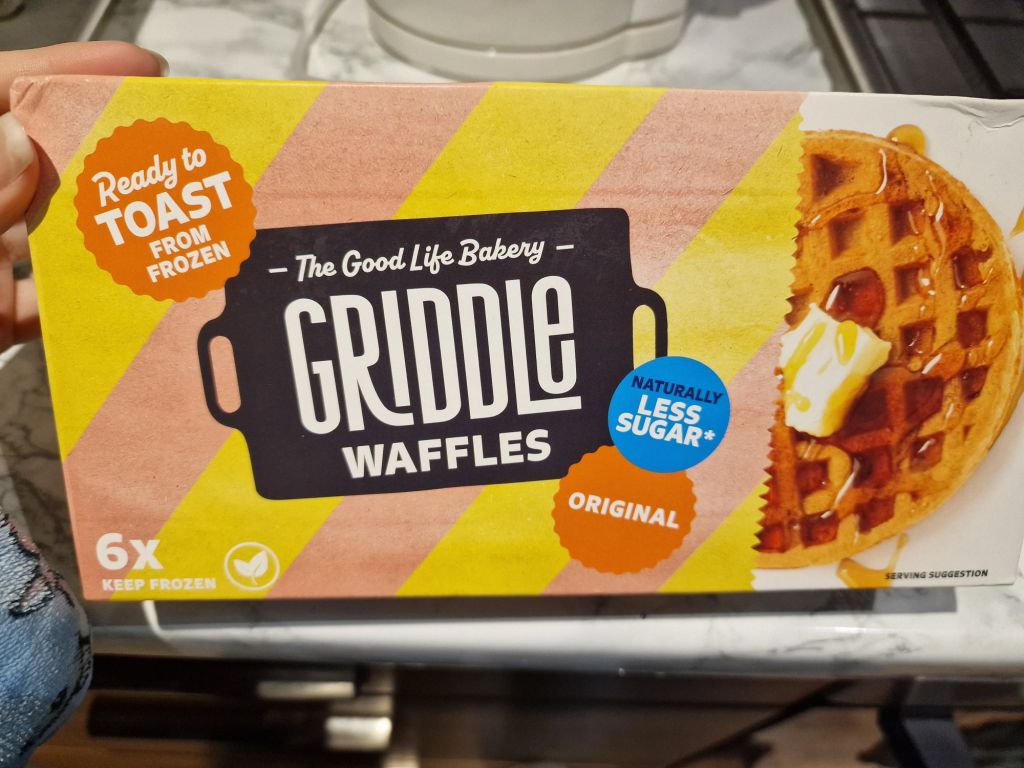 Ready to
TOAST
FROM
FROZEN
– The Good Life Bakery –
GRIDDLE
WAFFLES
NATURALLY
LESS
SUGAR*
ORIGINAL
6x
KEEP FROZEN
SERVING SUGGESTION